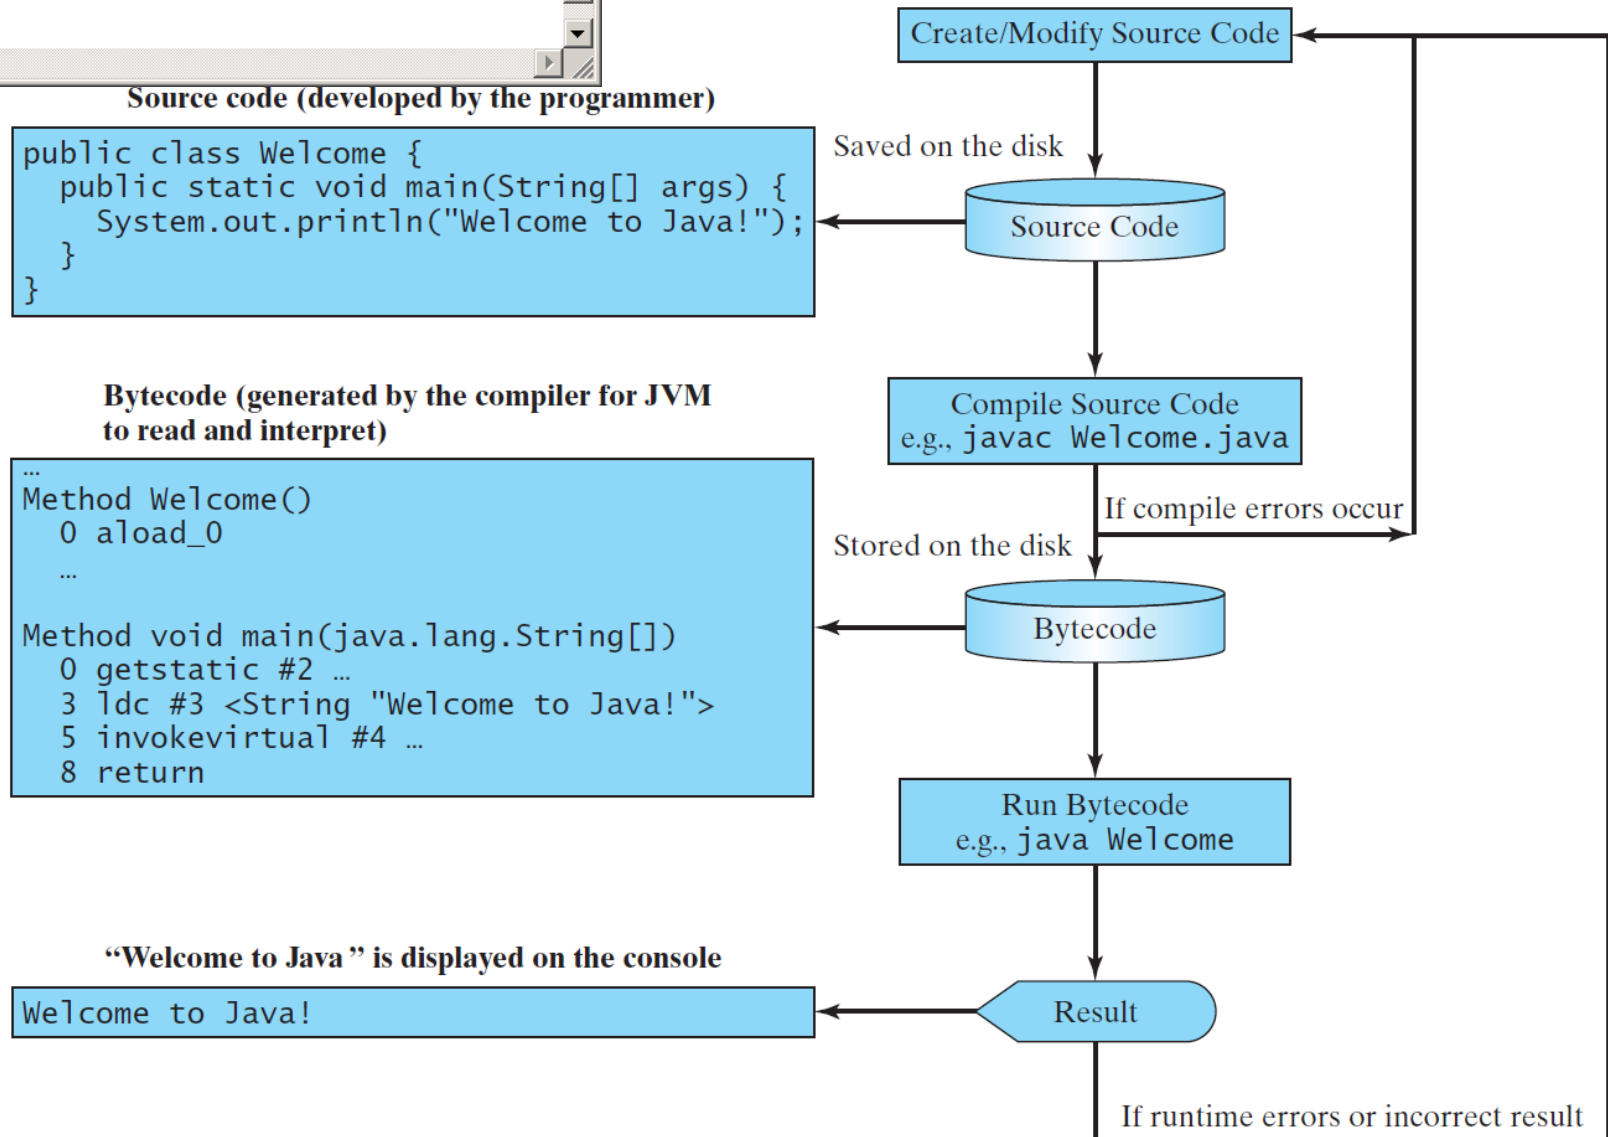 Create/Modify Source Code
Source code (developed by the programmer)
public class Welcome {
  public static void main(String[] args) {
    System.out.println("Welcome to Java!");
  }
}
Saved on the disk
Source Code
Compile Source Code
e.g., javac Welcome.java
If compile errors occur
Bytecode (generated by the compiler for JVM
to read and interpret)
…
Method Welcome()
  0 aload_0
  …
Method void main(java.lang.String[])
  0 getstatic #2 …
  3 ldc #3 <String "Welcome to Java!">
  5 invokevirtual #4 …
  8 return
Stored on the disk
Bytecode
Run Bytecode
e.g., java Welcome
“Welcome to Java” is displayed on the console
Welcome to Java!
Result
If runtime errors or incorrect result